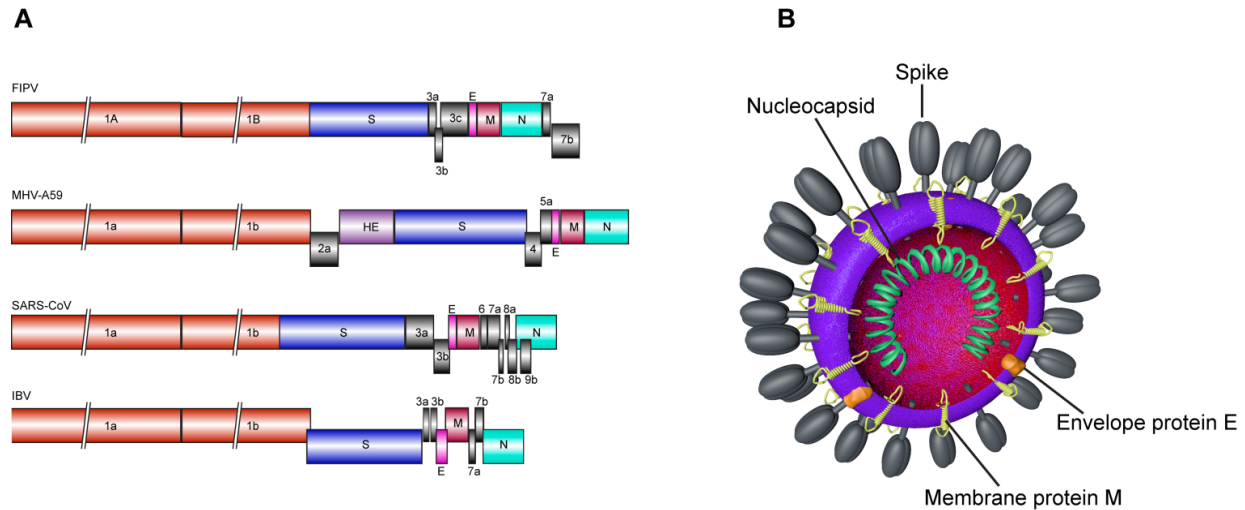 A
FIPV
1A
1B
S
3a
3b
3c
E
M
N
7a
7b
MHV-A59
1a
1b
2a
HE
S
4
5a
E
M
N
SARS-CoV
1a
1b
S
3a
3b
E
M
6
7a
7b
8a
8b
9b
N
IBV
1a
1b
S
3a
3b
E
M
7a
7b
N
B
Spike
Nucleocapsid
Envelope protein E
Membrane protein M